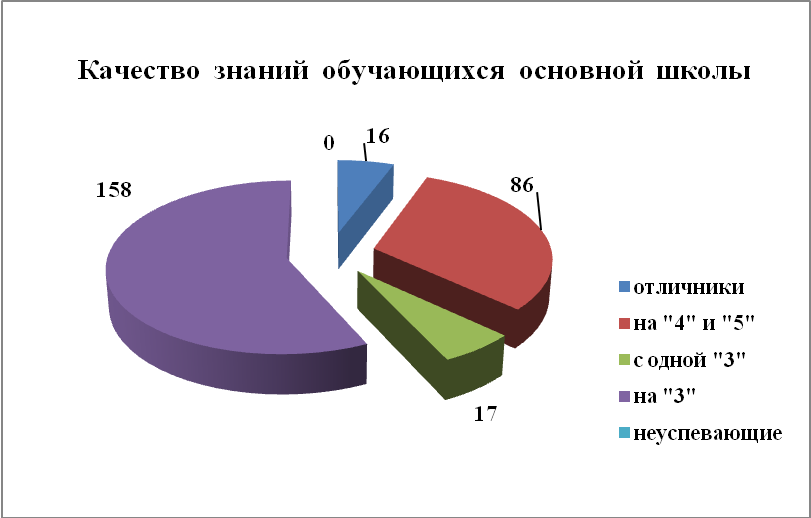 Качество знаний обучающихся основной школы
0
16
158
86
17
отличники
на "4" и "5"
с одной "3"
на "3"
неуспевающие